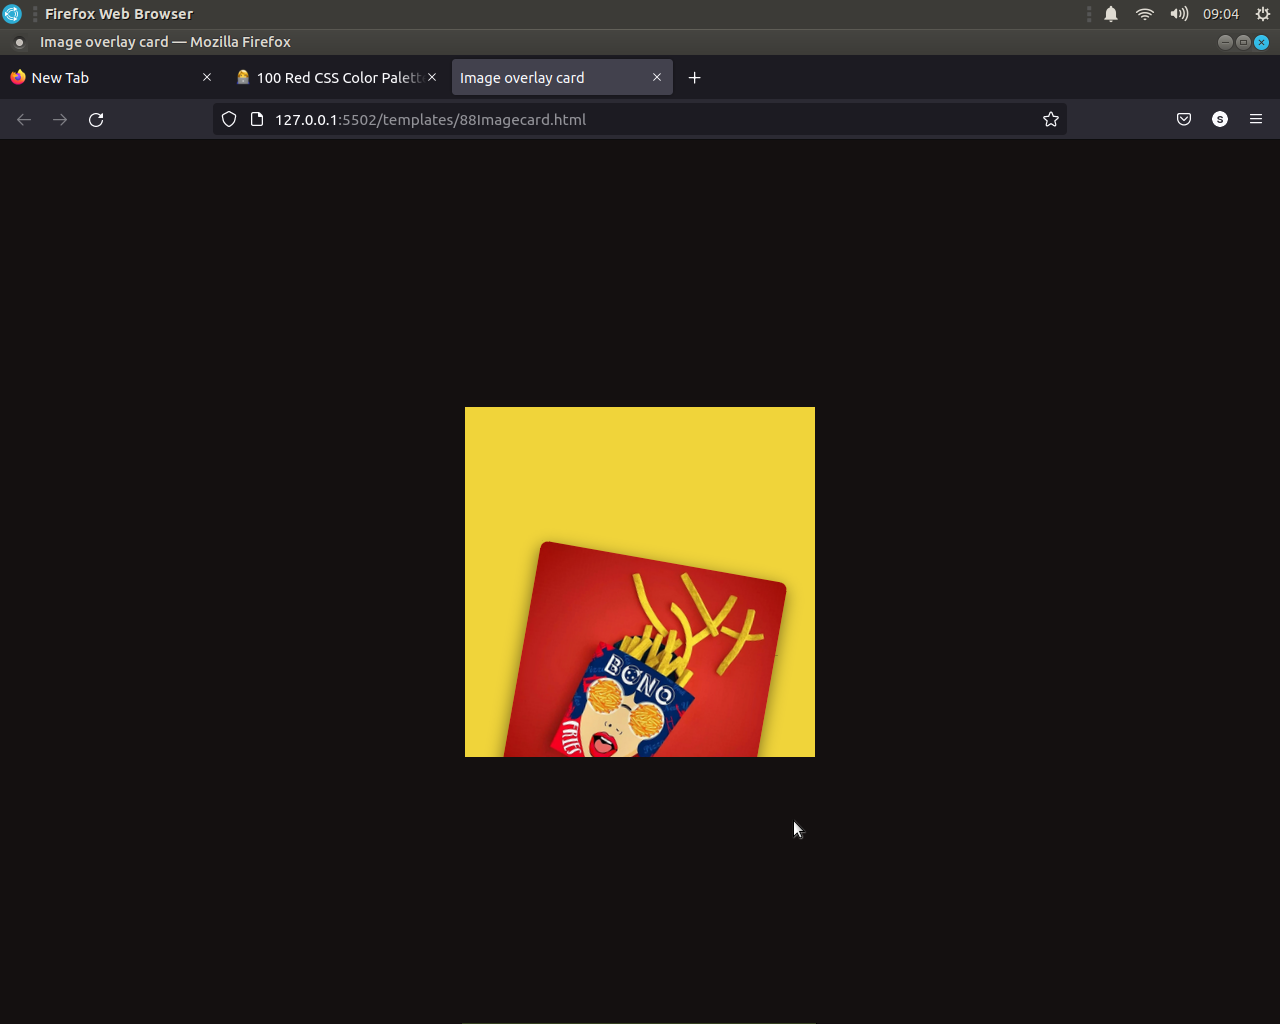 Firefox Web Browser
09:04
Image overlay card — Mozilla Firefox
New Tab
100 Red CSS Color Palett
Image overlay card
127.0.0.1:5502/templates/88Imagecard.html
S
BONO
FRIES